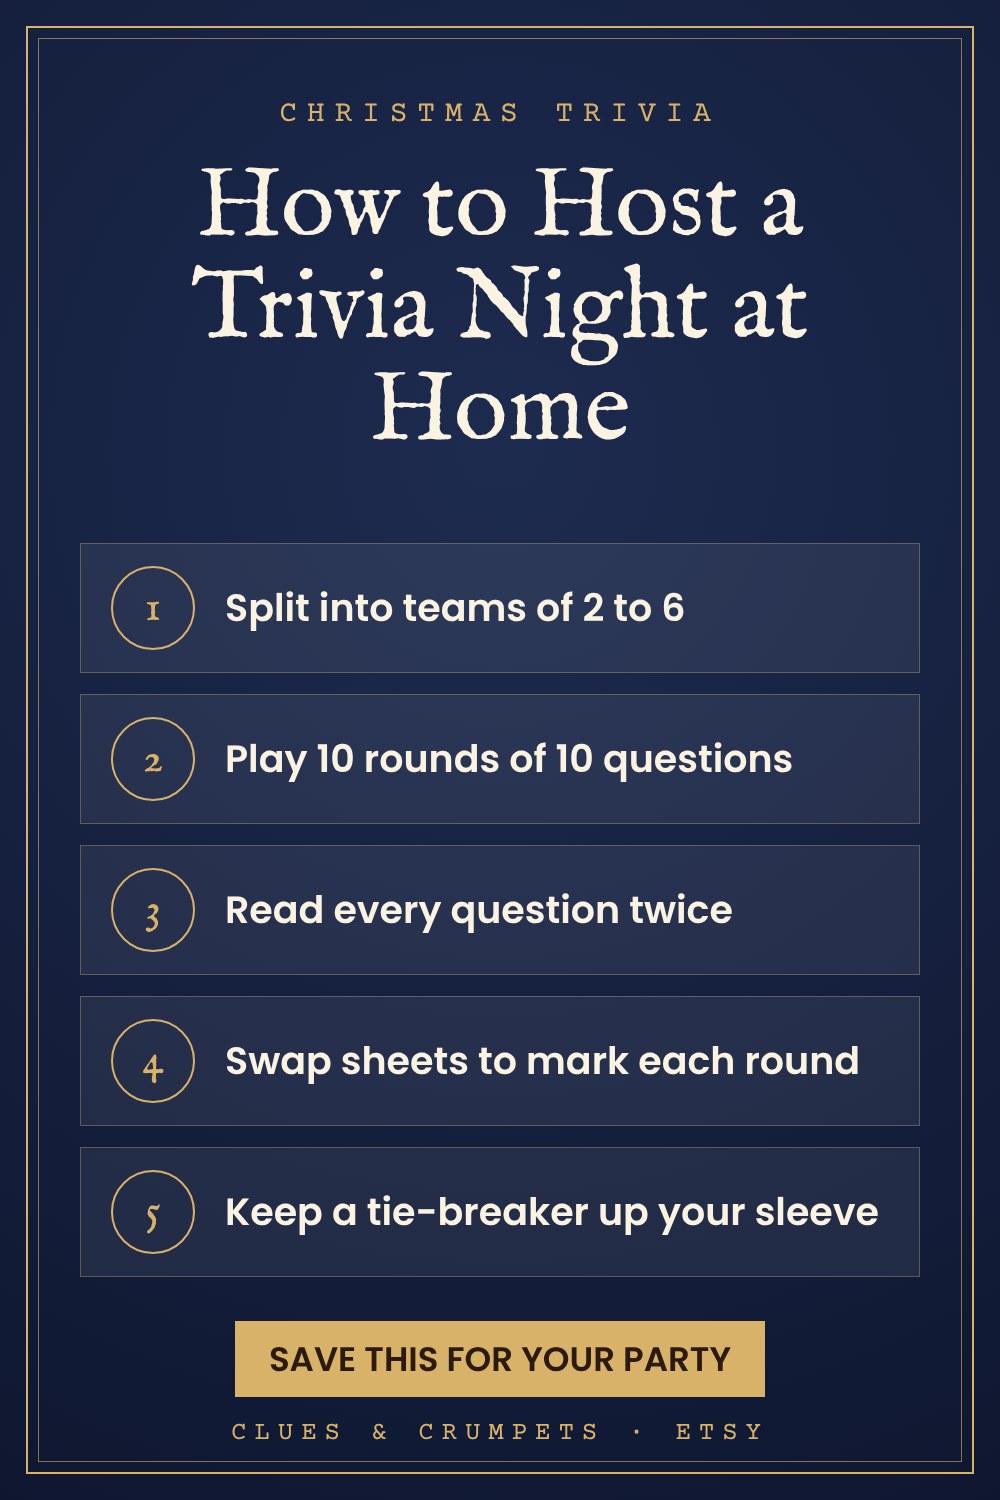 CHRISTMAS TRIVIA
How to Host a
Trivia Night at
Home
1 Split into teams of 2 to 6
2 Play 10 rounds of 10 questions
3 Read every question twice
4 Swap sheets to mark each round
5 Keep a tie-breaker up your sleeve
SAVE THIS FOR YOUR PARTY
CLUES & CRUMPETS · ETSY